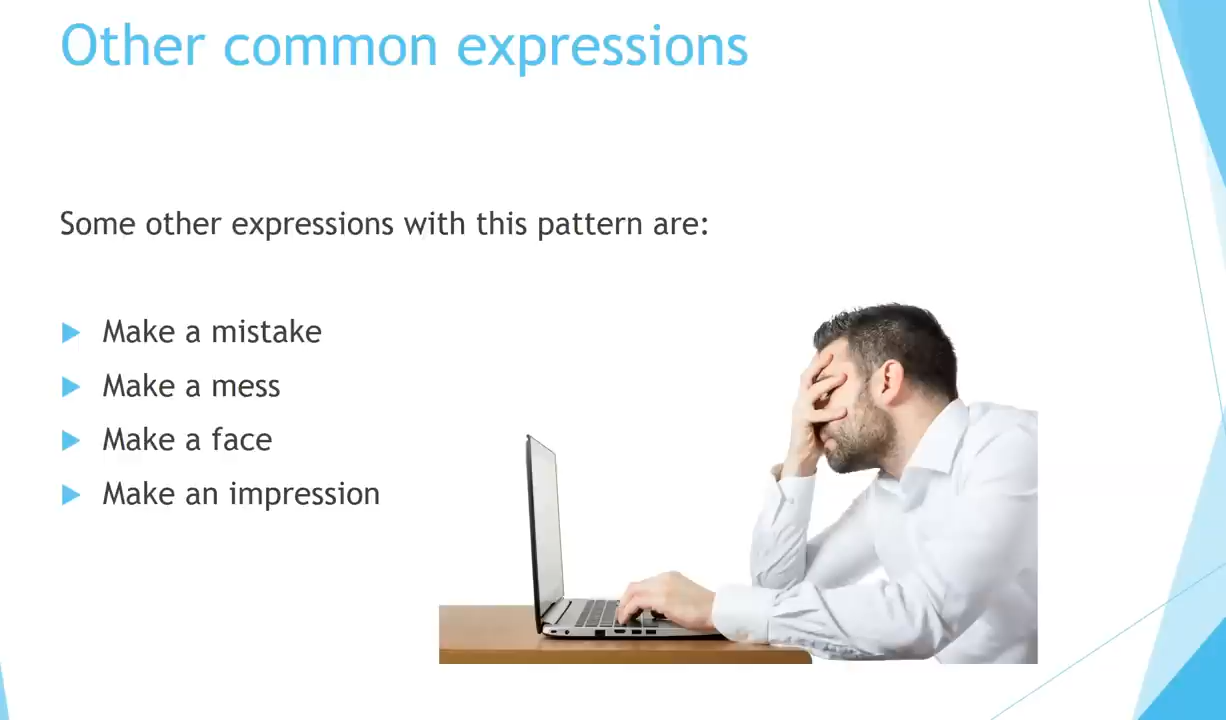 Other common expressions
Some other expressions with this pattern are:
Make a mistake
Make a mess
Make a face
Make an impression